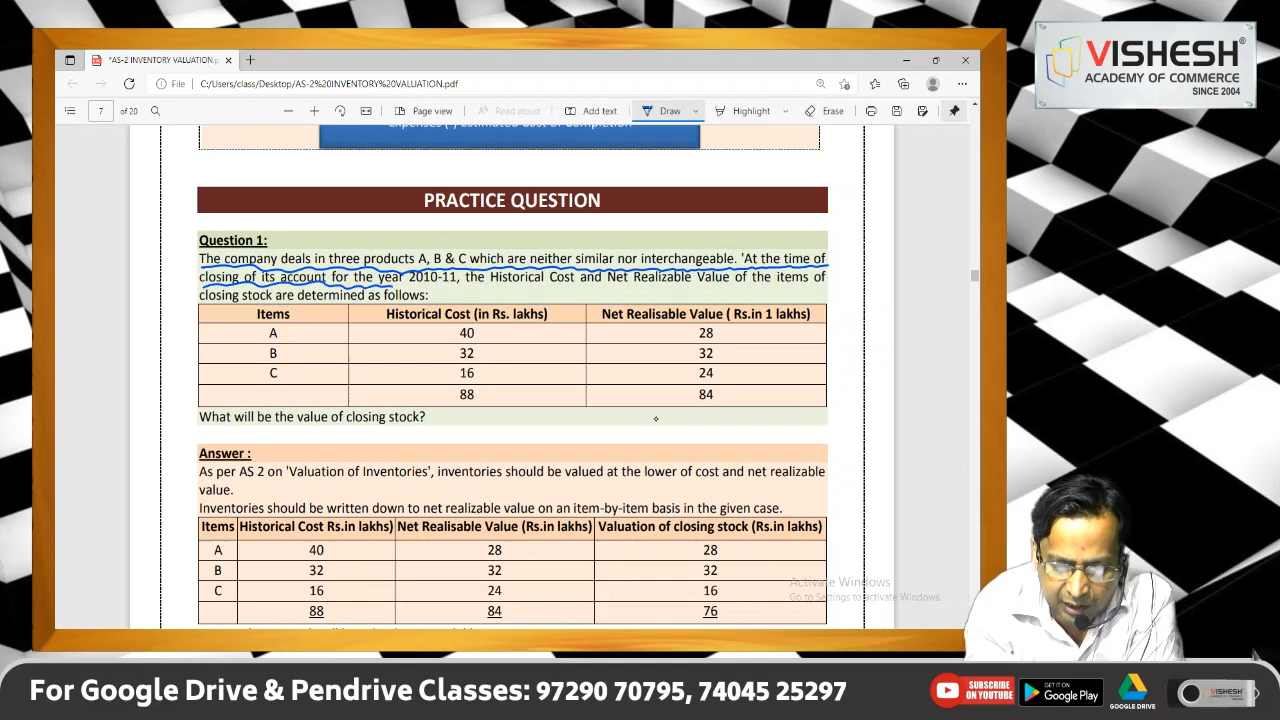 *AS-2 INVENTORY VALUATION.p
File C:/Users/class/Desktop/AS-2%20INVENTORY%20VALUATION.pdf
7 of 20 Page view Read aloud Add text Draw Highlight Erase
VISHESH®
ACADEMY OF COMMERCE
SINCE 2004
PRACTICE QUESTION
Question 1:
The company deals in three products A, B & C which are neither similar nor interchangeable. 'At the time of
closing of its account for the year 2010-11, the Historical Cost and Net Realizable Value of the items of
closing stock are determined as follows:
Items Historical Cost (in Rs. lakhs) Net Realisable Value ( Rs.in 1 lakhs)
A 40 28
B 32 32
C 16 24
88 84
What will be the value of closing stock?
Answer :
As per AS 2 on 'Valuation of Inventories', inventories should be valued at the lower of cost and net realizable
value.
Inventories should be written down to net realizable value on an item-by-item basis in the given case.
Items Historical Cost Rs.in lakhs) Net Realisable Value (Rs.in lakhs) Valuation of closing stock (Rs.in lakhs)
A 40 28 28
B 32 32 32
C 16 24 16
88 84 76
Activate Windows
Go to Settings to activate Windows.
For Google Drive & Pendrive Classes: 97290 70795, 74045 25297
SUBSCRIBE
ON YOUTUBE
GET IT ON
Google Play
GOOGLE DRIVE
VISHESH